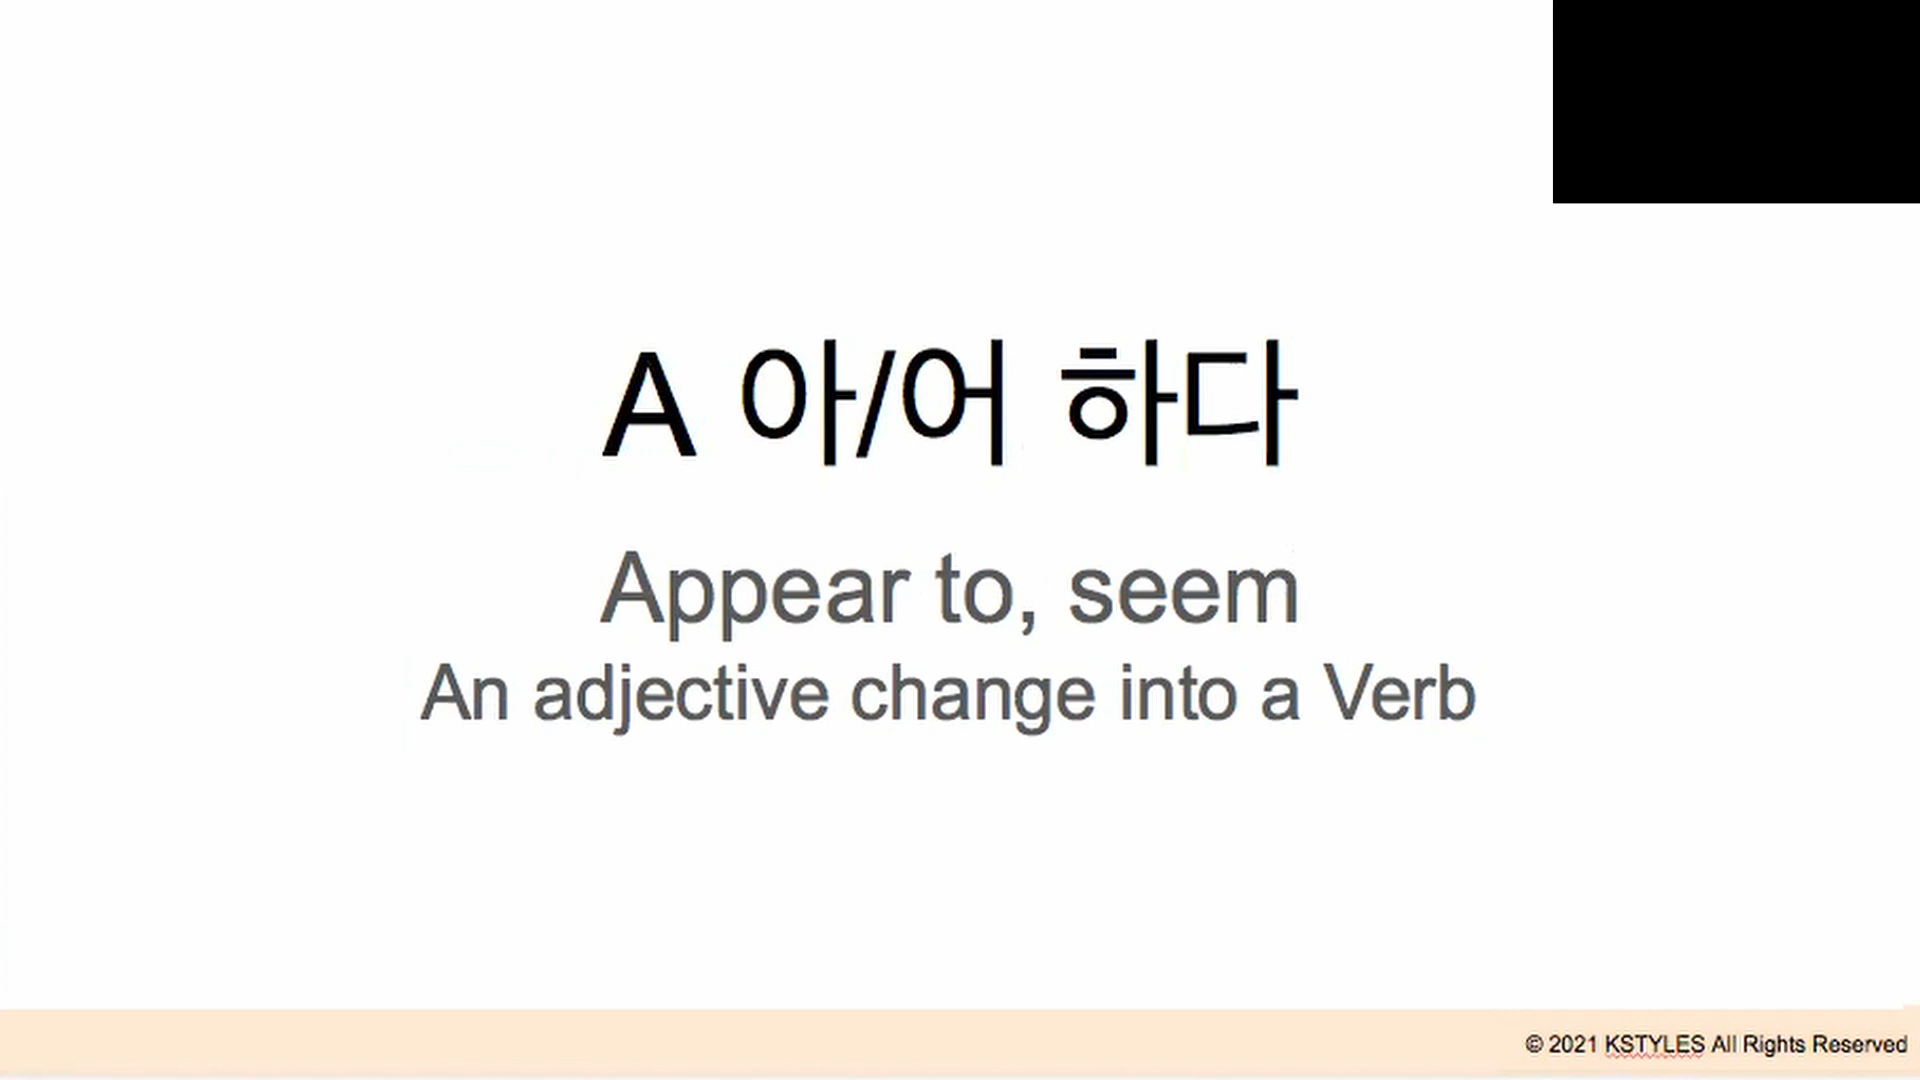 A 아/어 하다
Appear to, seem
An adjective change into a Verb
© 2021 KSTYLES All Rights Reserved